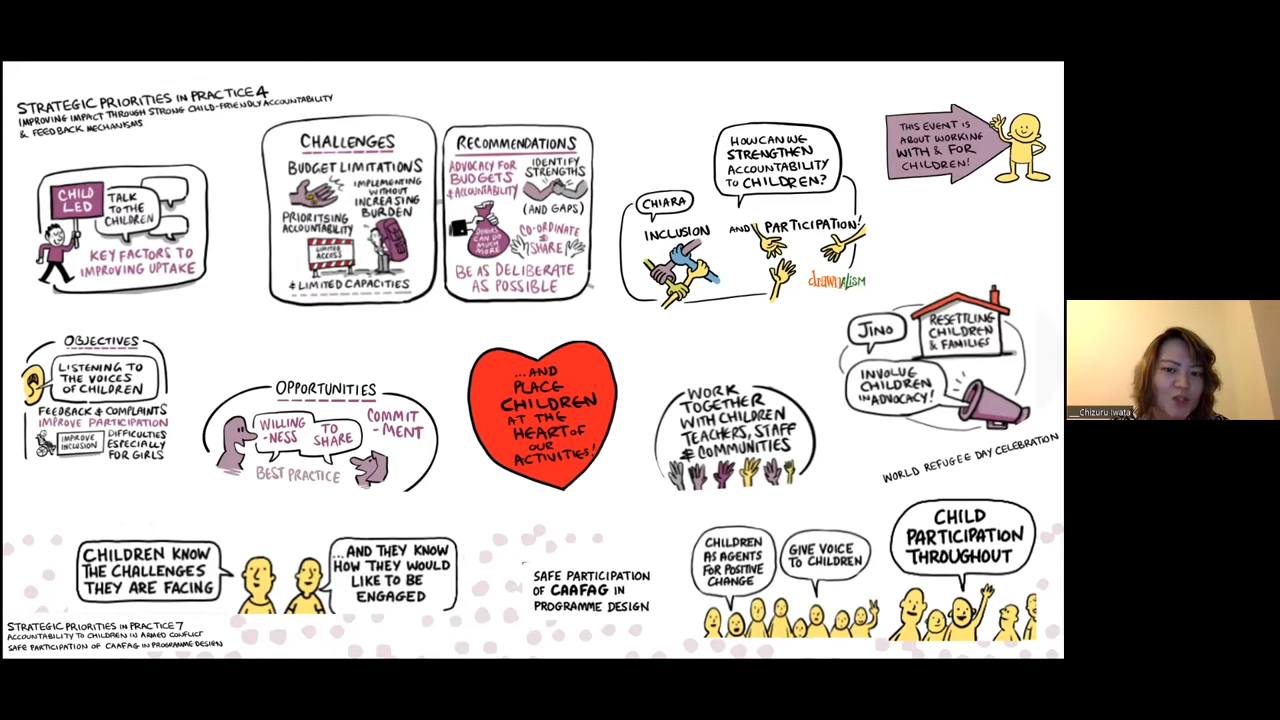 STRATEGIC PRIORITIES IN PRACTICE 4
IMPROVING IMPACT THROUGH STRONG CHILD-FRIENDLY ACCOUNTABILITY
& FEEDBACK MECHANISMS
CHILD
LED
TALK
TO THE
CHILDREN
KEY FACTORS TO
IMPROVING UPTAKE
CHALLENGES
BUDGET LIMITATIONS
IMPLEMENTING
WITHOUT
INCREASING
BURDEN
PRIORITISING
ACCOUNTABILITY
LIMITED
ACCESS
& LIMITED CAPACITIES
RECOMMENDATIONS
ADVOCACY FOR
BUDGETS
& ACCOUNTABILITY
IDENTIFY
STRENGTHS
(AND GAPS)
DONORS
CAN DO
MUCH
MORE
CO-ORDINATE
& SHARE
BE AS DELIBERATE
AS POSSIBLE
HOW CAN WE
STRENGTHEN
ACCOUNTABILITY
TO CHILDREN?
CHIARA
INCLUSION
AND PARTICIPATION!
drawnalism
THIS EVENT IS
ABOUT WORKING
WITH & FOR
CHILDREN!
OBJECTIVES
LISTENING TO
THE VOICES
OF CHILDREN
FEEDBACK & COMPLAINTS
IMPROVE PARTICIPATION
IMPROVE
INCLUSION
DIFFICULTIES
ESPECIALLY
FOR GIRLS
OPPORTUNITIES
WILLING
-NESS
TO
SHARE
COMMIT
-MENT
BEST PRACTICE
...AND
PLACE
CHILDREN
AT THE
HEART OF
OUR
ACTIVITIES!
WORK
TOGETHER
WITH CHILDREN
TEACHERS, STAFF
& COMMUNITIES
JINO
RESETTLING
CHILDREN
& FAMILIES
INVOLVE
CHILDREN
IN ADVOCACY!
WORLD REFUGEE DAY CELEBRATION
__Chizuru Iwata
CHILDREN KNOW
THE CHALLENGES
THEY ARE FACING
...AND THEY KNOW
HOW THEY WOULD
LIKE TO BE
ENGAGED
SAFE PARTICIPATION
OF CAAFAG IN
PROGRAMME DESIGN
CHILDREN
AS AGENTS
FOR POSITIVE
CHANGE
GIVE VOICE
TO CHILDREN
CHILD
PARTICIPATION
THROUGHOUT
STRATEGIC PRIORITIES IN PRACTICE 7
ACCOUNTABILITY TO CHILDREN IN ARMED CONFLICT
SAFE PARTICIPATION OF CAAFAG IN PROGRAMME DESIGN